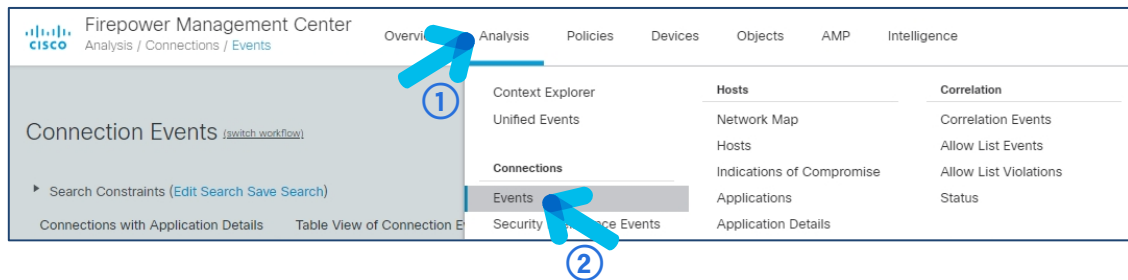 CISCO
Firepower Management Center
Analysis / Connections / Events
Analysis
Policies
Devices
Objects
AMP
Intelligence
1
Connection Events (switch workflow)
Search Constraints (Edit Search Save Search)
Connections with Application Details
Table View of Connection
Context Explorer
Unified Events
Connections
Events
Security Events
2
Hosts
Network Map
Hosts
Indications of Compromise
Applications
Application Details
Correlation
Correlation Events
Allow List Events
Allow List Violations
Status